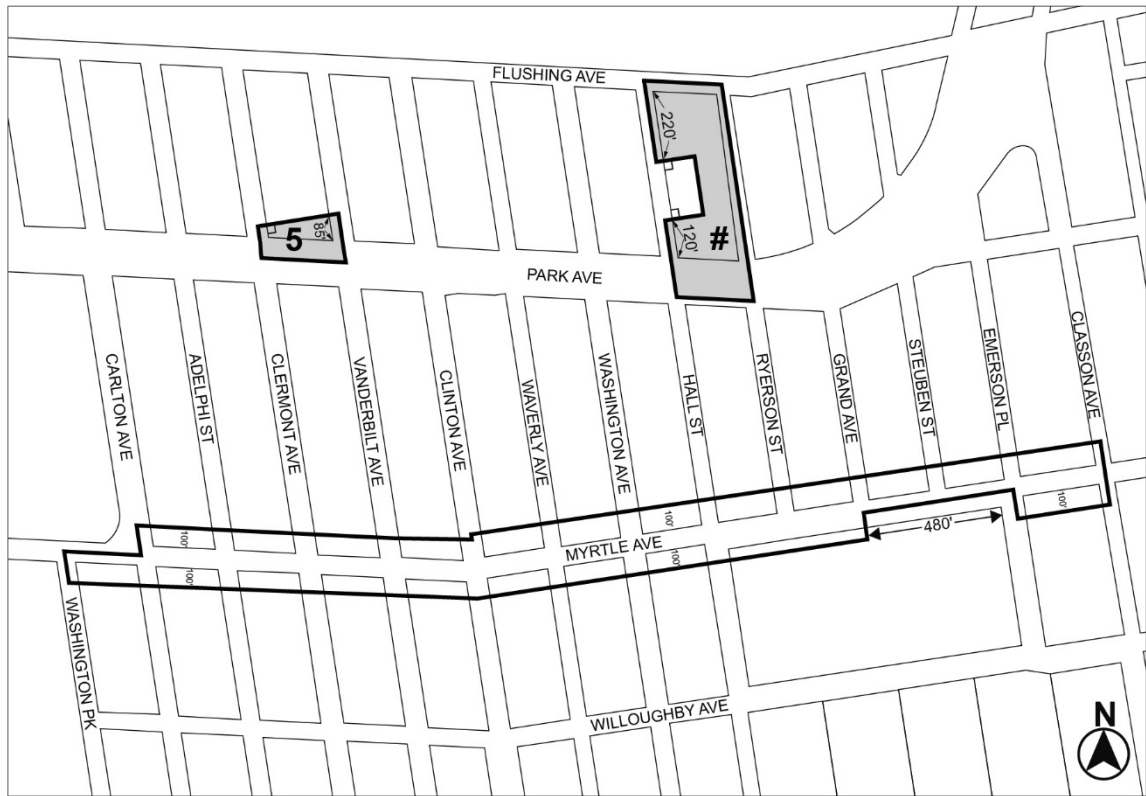 FLUSHING AVE
220'
5
85'
120'
#
PARK AVE
CARLTON AVE
ADELPHI ST
CLERMONT AVE
VANDERBILT AVE
CLINTON AVE
WAVERLY AVE
WASHINGTON AVE
HALL ST
RYERSON ST
GRAND AVE
STEUBEN ST
EMERSON PL
CLASSON AVE
100'
100'
100'
480'
MYRTLE AVE
100'
100'
WASHINGTON PK
WILLOUGHBY AVE
N